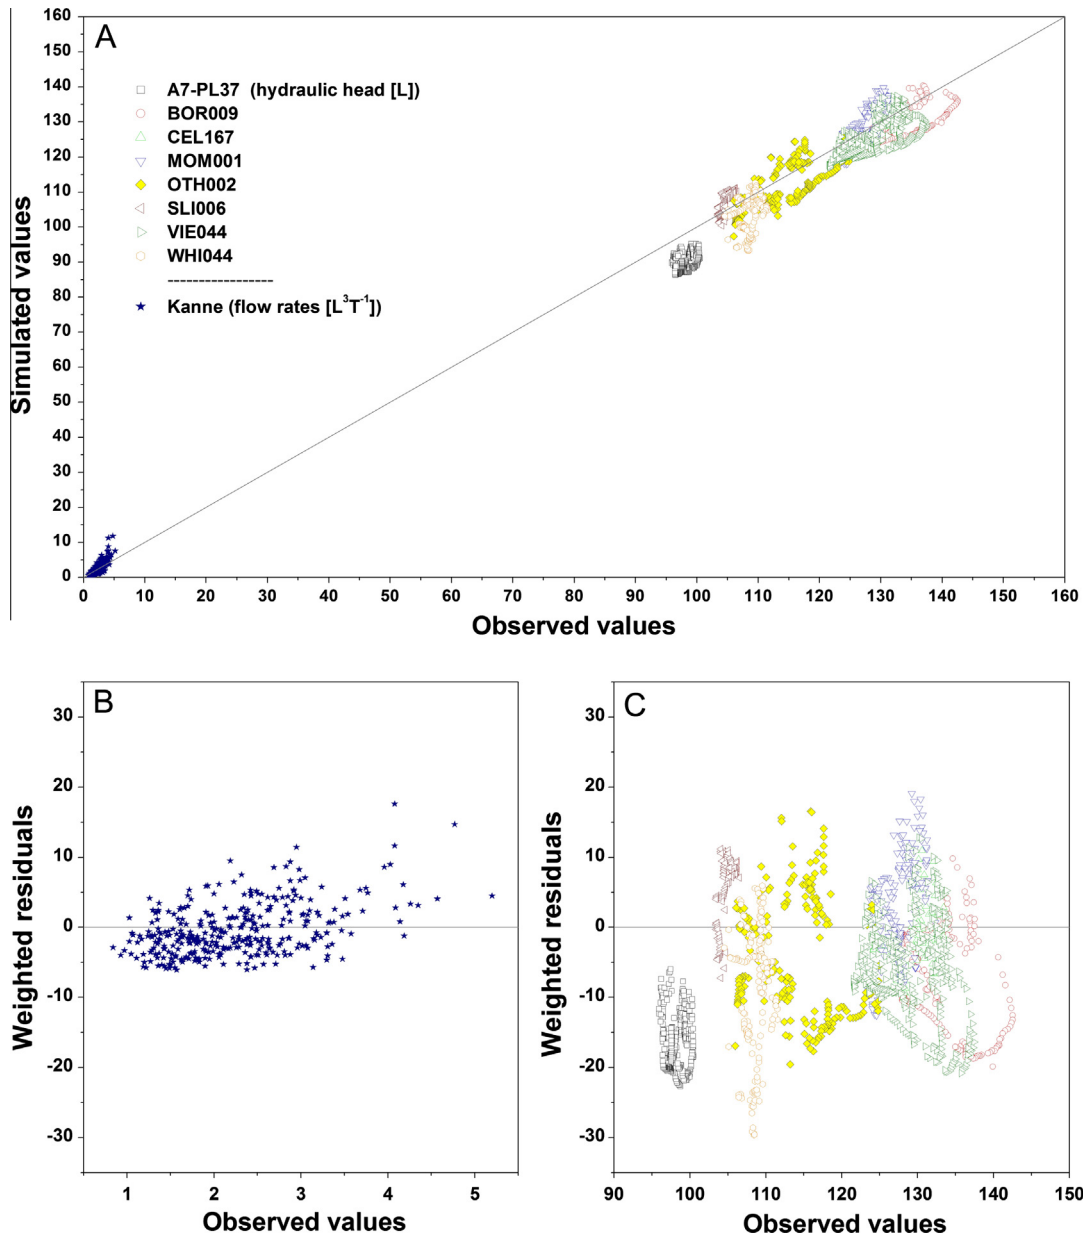 A
160
150
140
130
120
110
100
90
80
70
60
50
40
30
20
10
0
Simulated values
A7-PL37 (hydraulic head [L])
BOR009
CEL167
MOM001
OTH002
SLI006
VIE044
WHI044
------------------
Kanne (flow rates [L³T⁻¹])
0 10 20 30 40 50 60 70 80 90 100 110 120 130 140 150 160
Observed values
B
30
20
10
0
-10
-20
-30
Weighted residuals
1 2 3 4 5
Observed values
C
30
20
10
0
-10
-20
-30
Weighted residuals
90 100 110 120 130 140 150
Observed values